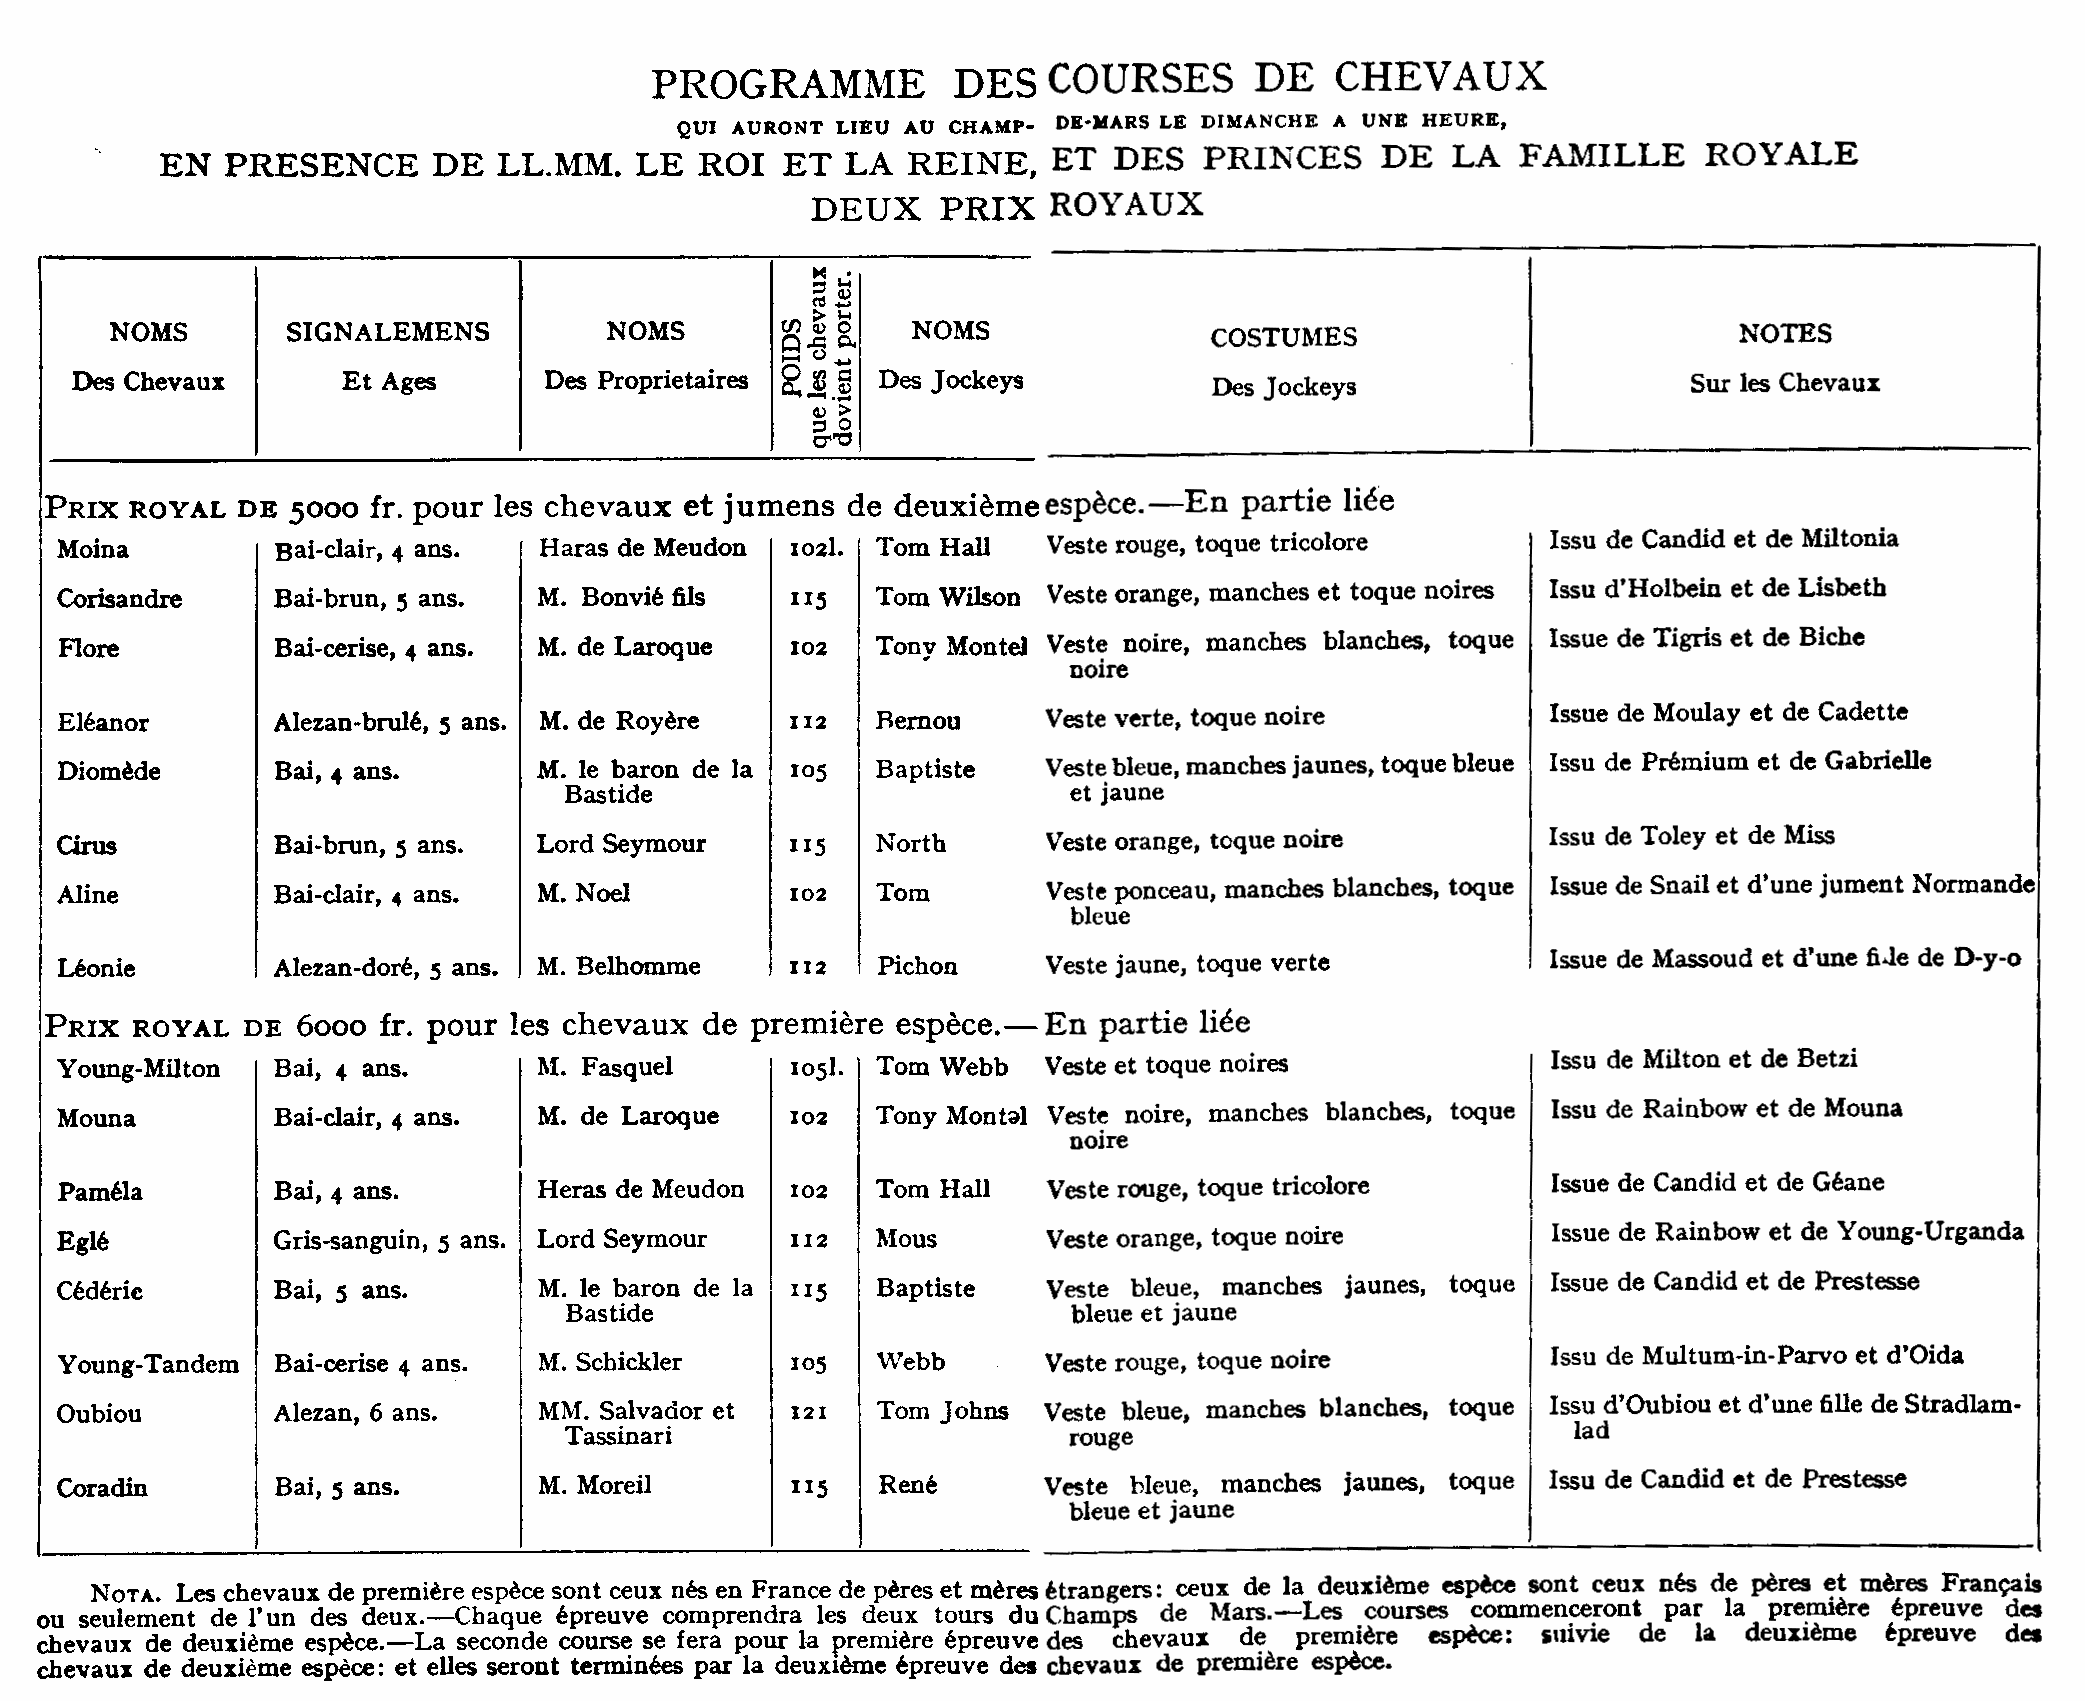 PROGRAMME DES COURSES DE CHEVAUX
QUI AURONT LIEU AU CHAMP- DE-MARS LE DIMANCHE A UNE HEURE,
EN PRESENCE DE LL.MM. LE ROI ET LA REINE, ET DES PRINCES DE LA FAMILLE ROYALE
DEUX PRIX ROYAUX
NOMS
Des Chevaux
SIGNALEMENS
Et Ages
NOMS
Des Proprietaires
POIDS
que les chevaux
dovient porter.
NOMS
Des Jockeys
COSTUMES
Des Jockeys
NOTES
Sur les Chevaux
PRIX ROYAL DE 5000 fr. pour les chevaux et jumens de deuxième espèce.—En partie liée
Moina Bai-clair, 4 ans. Haras de Meudon 102l. Tom Hall Veste rouge, toque tricolore Issu de Candid et de Miltonia
Corisandre Bai-brun, 5 ans. M. Bonvié fils 115 Tom Wilson Veste orange, manches et toque noires Issu d'Holbein et de Lisbeth
Flore Bai-cerise, 4 ans. M. de Laroque 102 Tony Montel Veste noire, manches blanches, toque Issue de Tigris et de Biche
noire
Eléanor Alezan-brulé, 5 ans. M. de Royère 112 Bernou Veste verte, toque noire Issue de Moulay et de Cadette
Diomède Bai, 4 ans. M. le baron de la 105 Baptiste Veste bleue, manches jaunes, toque bleue Issu de Prémium et de Gabrielle
Bastide et jaune
Cirus Bai-brun, 5 ans. Lord Seymour 115 North Veste orange, toque noire Issu de Toley et de Miss
Aline Bai-clair, 4 ans. M. Noel 102 Tom Veste ponceau, manches blanches, toque Issue de Snail et d'une jument Normande
bleue
Léonie Alezan-doré, 5 ans. M. Belhomme 112 Pichon Veste jaune, toque verte Issue de Massoud et d'une fille de D-y-o
PRIX ROYAL DE 6000 fr. pour les chevaux de première espèce.—En partie liée
Young-Milton Bai, 4 ans. M. Fasquel 105l. Tom Webb Veste et toque noires Issu de Milton et de Betzi
Mouna Bai-clair, 4 ans. M. de Laroque 102 Tony Montel Veste noire, manches blanches, toque Issu de Rainbow et de Mouna
noire
Paméla Bai, 4 ans. Heras de Meudon 102 Tom Hall Veste rouge, toque tricolore Issue de Candid et de Géane
Eglé Gris-sanguin, 5 ans. Lord Seymour 112 Mous Veste orange, toque noire Issue de Rainbow et de Young-Urganda
Cédéric Bai, 5 ans. M. le baron de la 115 Baptiste Veste bleue, manches jaunes, toque Issue de Candid et de Prestesse
Bastide bleue et jaune
Young-Tandem Bai-cerise 4 ans. M. Schickler 105 Webb Veste rouge, toque noire Issu de Multum-in-Parvo et d'Oida
Oubiou Alezan, 6 ans. MM. Salvador et 121 Tom Johns Veste bleue, manches blanches, toque Issu d'Oubiou et d'une fille de Stradlam-
Tassinari rouge lad
Coradin Bai, 5 ans. M. Moreil 115 René Veste bleue, manches jaunes, toque Issu de Candid et de Prestesse
bleue et jaune
NOTA. Les chevaux de première espèce sont ceux nés en France de pères et mères étrangers: ceux de la deuxième espèce sont ceux nés de pères et mères Français
ou seulement de l'un des deux.—Chaque épreuve comprendra les deux tours du Champs de Mars.—Les courses commenceront par la première épreuve des
chevaux de deuxième espèce.—La seconde course se fera pour la première épreuve des chevaux de première espèce: suivie de la deuxième épreuve des
chevaux de deuxième espèce: et elles seront terminées par la deuxième épreuve des chevaux de première espèce.